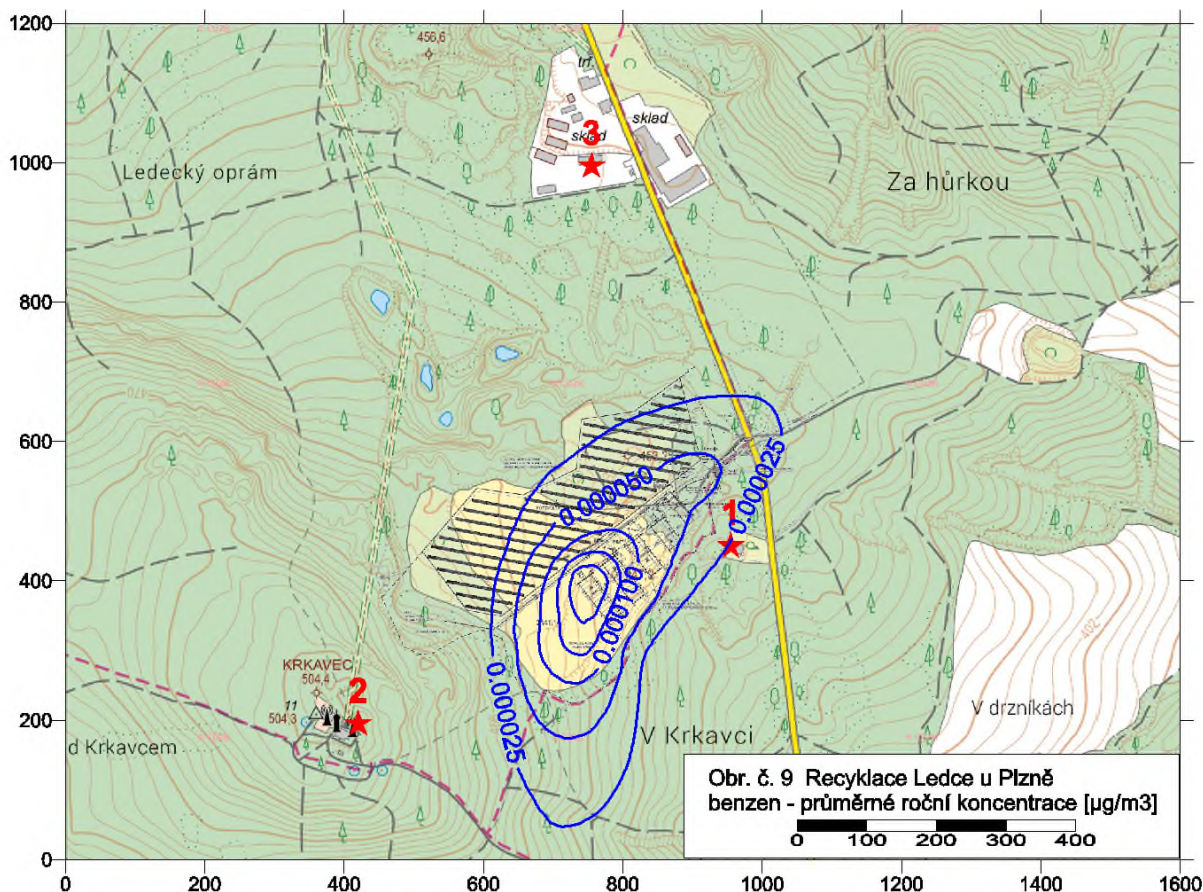 1200
1000
800
600
400
200
0
456,6
trf.
sklad
sklad
3
Ledecký oprám
Za hůrkou
0.000025
0.000050
1
0.000100
0.000025
KRKAVEC
504,4
2
11
504,3
d Krkavcem
V Krkavci
402
V drzníkách
Obr. č. 9 Recyklace Ledce u Plzně
benzen - průměrné roční koncentrace [µg/m3]
0 100 200 300 400
0 200 400 600 800 1000 1200 1400 1600